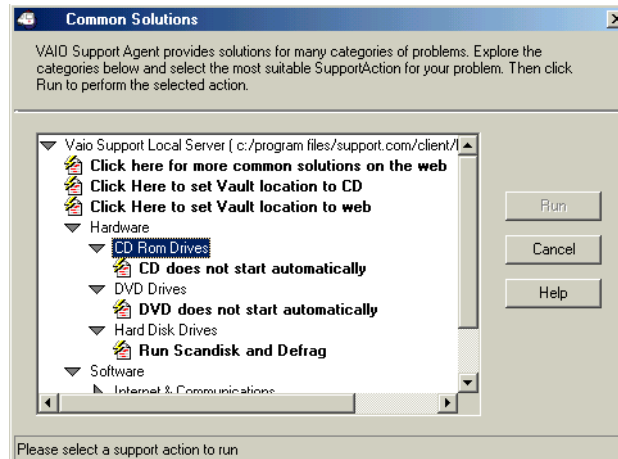 Common Solutions
VAIO Support Agent provides solutions for many categories of problems. Explore the
categories below and select the most suitable SupportAction for your problem. Then click
Run to perform the selected action.
Vaio Support Local Server ( c:/program files/support.com/client/l
Click here for more common solutions on the web
Click Here to set Vault location to CD
Click Here to set Vault location to web
Hardware
CD Rom Drives
CD does not start automatically
DVD Drives
DVD does not start automatically
Hard Disk Drives
Run Scandisk and Defrag
Software
Internet & Communications
Run
Cancel
Help
Please select a support action to run